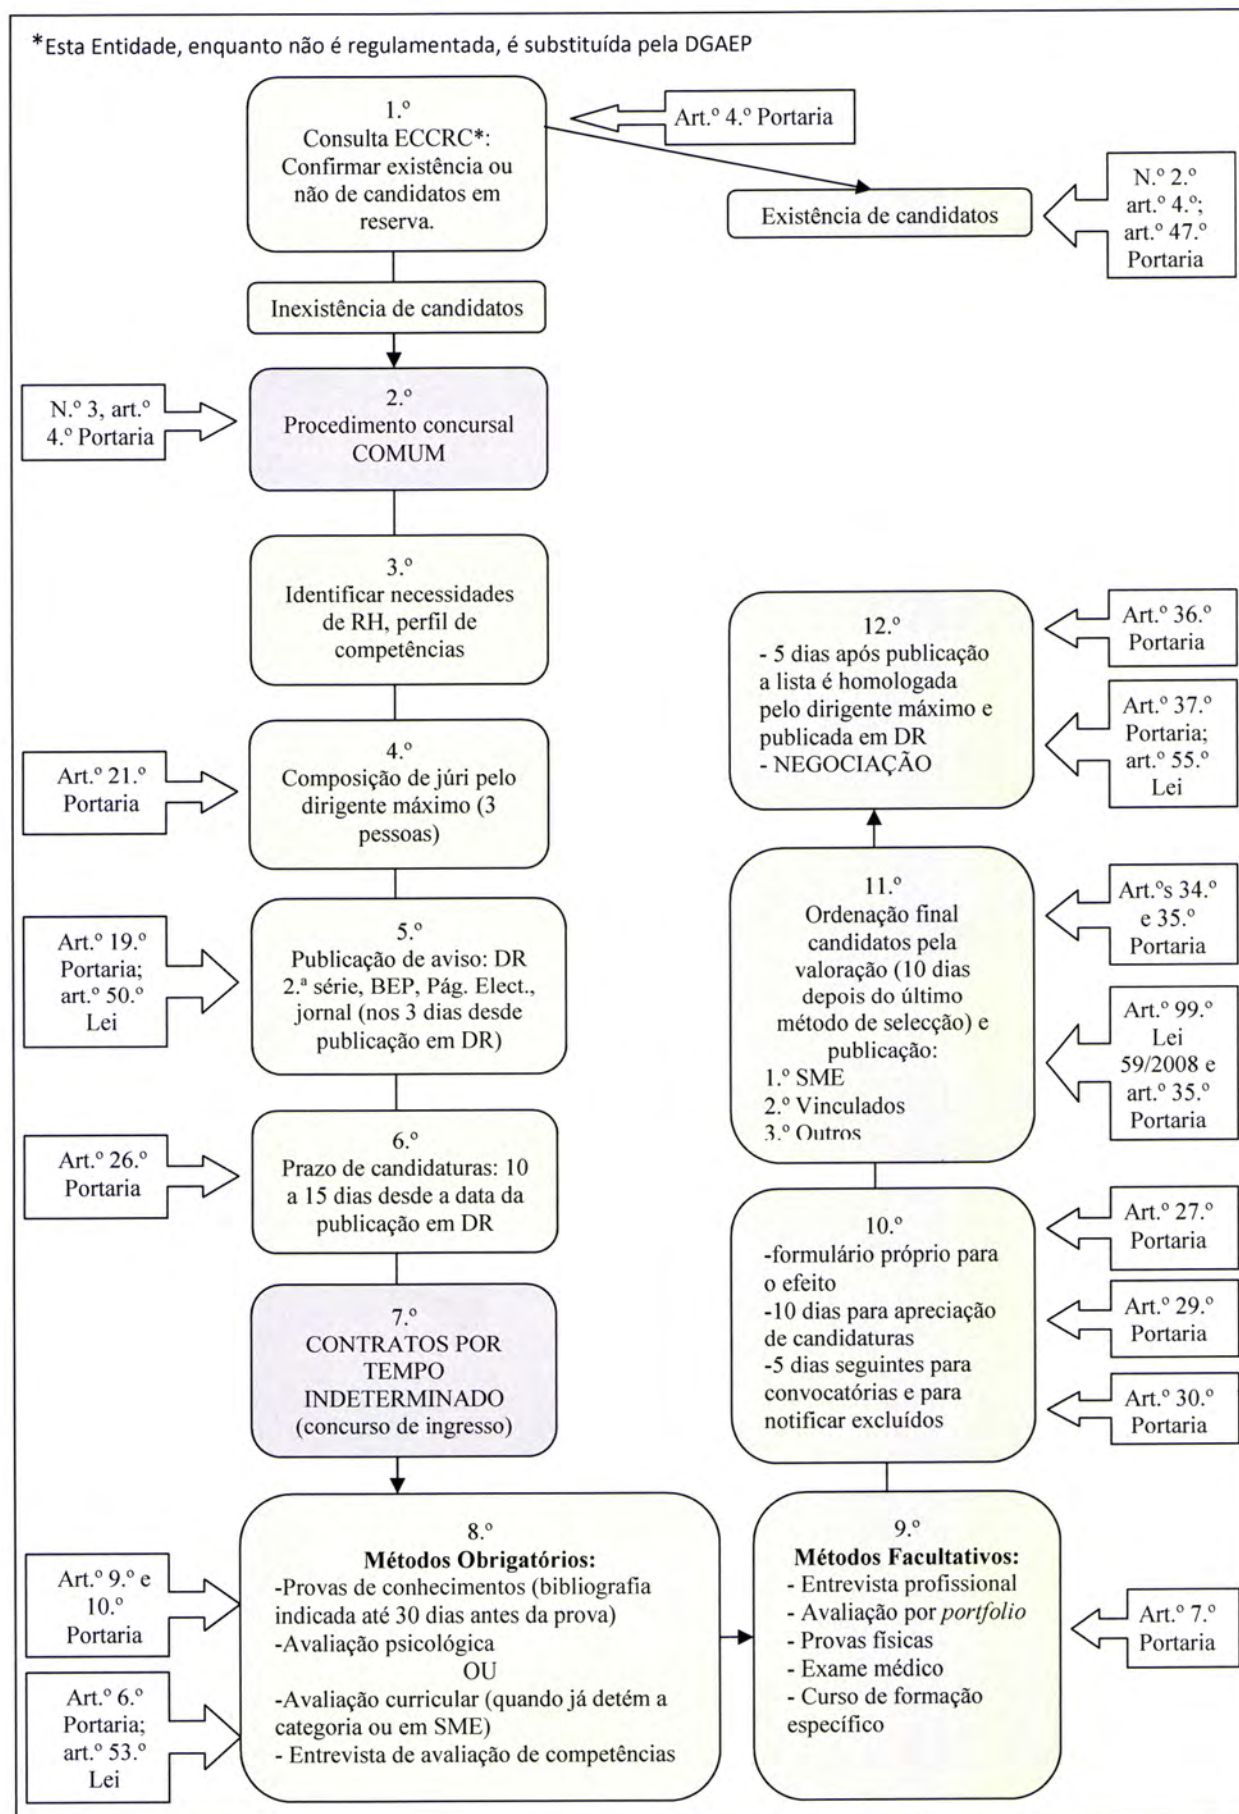 *Esta Entidade, enquanto não é regulamentada, é substituída pela DGAEP
1.º
Consulta ECCRC*:
Confirmar existência ou
não de candidatos em
reserva.
Art.º 4.º Portaria
Existência de candidatos
N.º 2.º
art.º 4.º;
art.º 47.º
Portaria
Inexistência de candidatos
N.º 3, art.º
4.º Portaria
2.º
Procedimento concursal
COMUM
3.º
Identificar necessidades
de RH, perfil de
competências
Art.º 21.º
Portaria
4.º
Composição de júri pelo
dirigente máximo (3
pessoas)
Art.º 19.º
Portaria;
art.º 50.º
Lei
5.º
Publicação de aviso: DR
2.ª série, BEP, Pág. Elect.,
jornal (nos 3 dias desde
publicação em DR)
Art.º 26.º
Portaria
6.º
Prazo de candidaturas: 10
a 15 dias desde a data da
publicação em DR
7.º
CONTRATOS POR
TEMPO
INDETERMINADO
(concurso de ingresso)
Art.º 9.º e
10.º
Portaria
Art.º 6.º
Portaria;
art.º 53.º
Lei
8.º
Métodos Obrigatórios:
-Provas de conhecimentos (bibliografia
indicada até 30 dias antes da prova)
-Avaliação psicológica
OU
-Avaliação curricular (quando já detém a
categoria ou em SME)
- Entrevista de avaliação de competências
9.º
Métodos Facultativos:
- Entrevista profissional
- Avaliação por portfolio
- Provas físicas
- Exame médico
- Curso de formação
específico
Art.º 7.º
Portaria
10.º
-formulário próprio para
o efeito
-10 dias para apreciação
de candidaturas
-5 dias seguintes para
convocatórias e para
notificar excluídos
Art.º 27.º
Portaria
Art.º 29.º
Portaria
Art.º 30.º
Portaria
11.º
Ordenação final
candidatos pela
valoração (10 dias
depois do último
método de selecção) e
publicação:
1.º SME
2.º Vinculados
3.º Outros
Art.ºs 34.º
e 35.º
Portaria
Art.º 99.º
Lei
59/2008 e
art.º 35.º
Portaria
12.º
- 5 dias após publicação
a lista é homologada
pelo dirigente máximo e
publicada em DR
- NEGOCIAÇÃO
Art.º 36.º
Portaria
Art.º 37.º
Portaria;
art.º 55.º
Lei